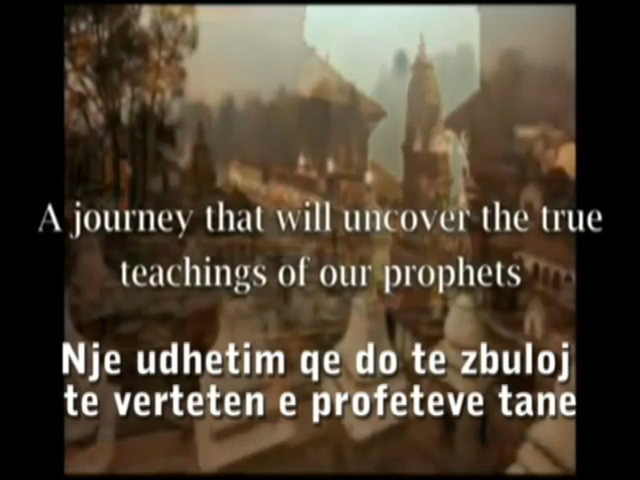 A journey that will uncover the true
teachings of our prophets
Nje udhetim qe do te zbuloj
te verteten e profeteve tane